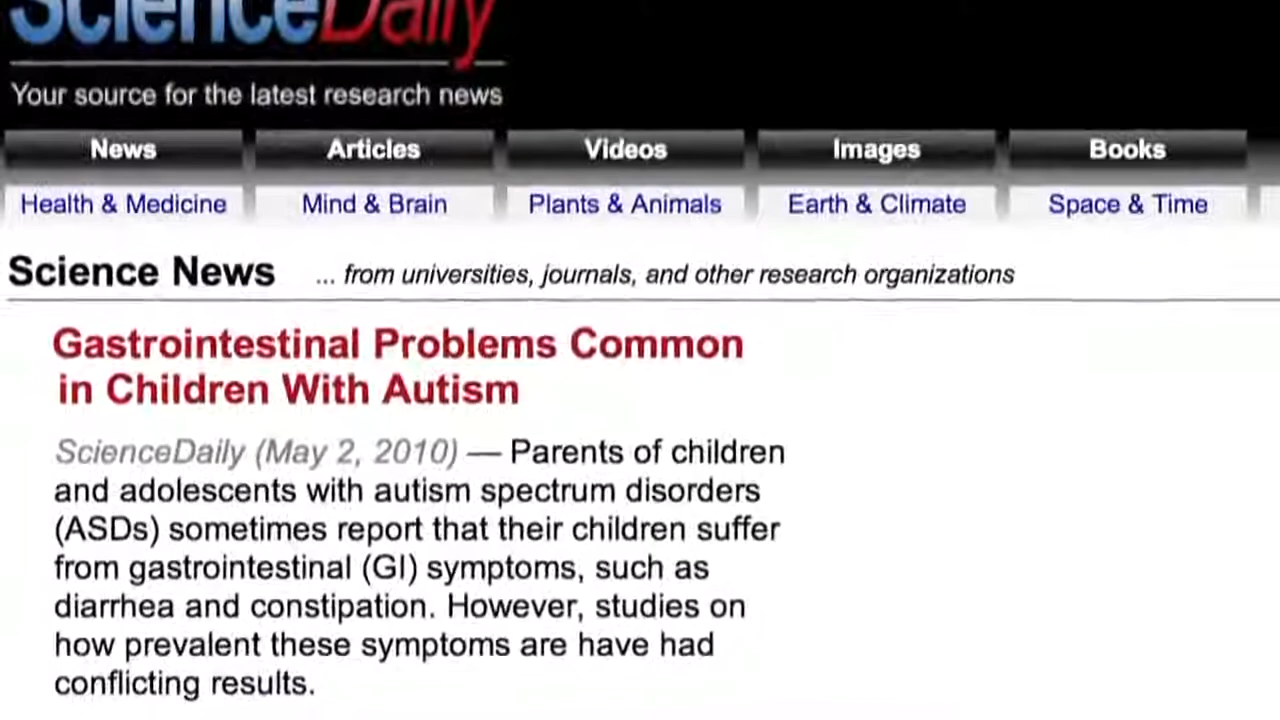 ScienceDaily
Your source for the latest research news
News Articles Videos Images Books
Health & Medicine Mind & Brain Plants & Animals Earth & Climate Space & Time
Science News ... from universities, journals, and other research organizations
Gastrointestinal Problems Common
in Children With Autism
ScienceDaily (May 2, 2010) — Parents of children
and adolescents with autism spectrum disorders
(ASDs) sometimes report that their children suffer
from gastrointestinal (GI) symptoms, such as
diarrhea and constipation. However, studies on
how prevalent these symptoms are have had
conflicting results.